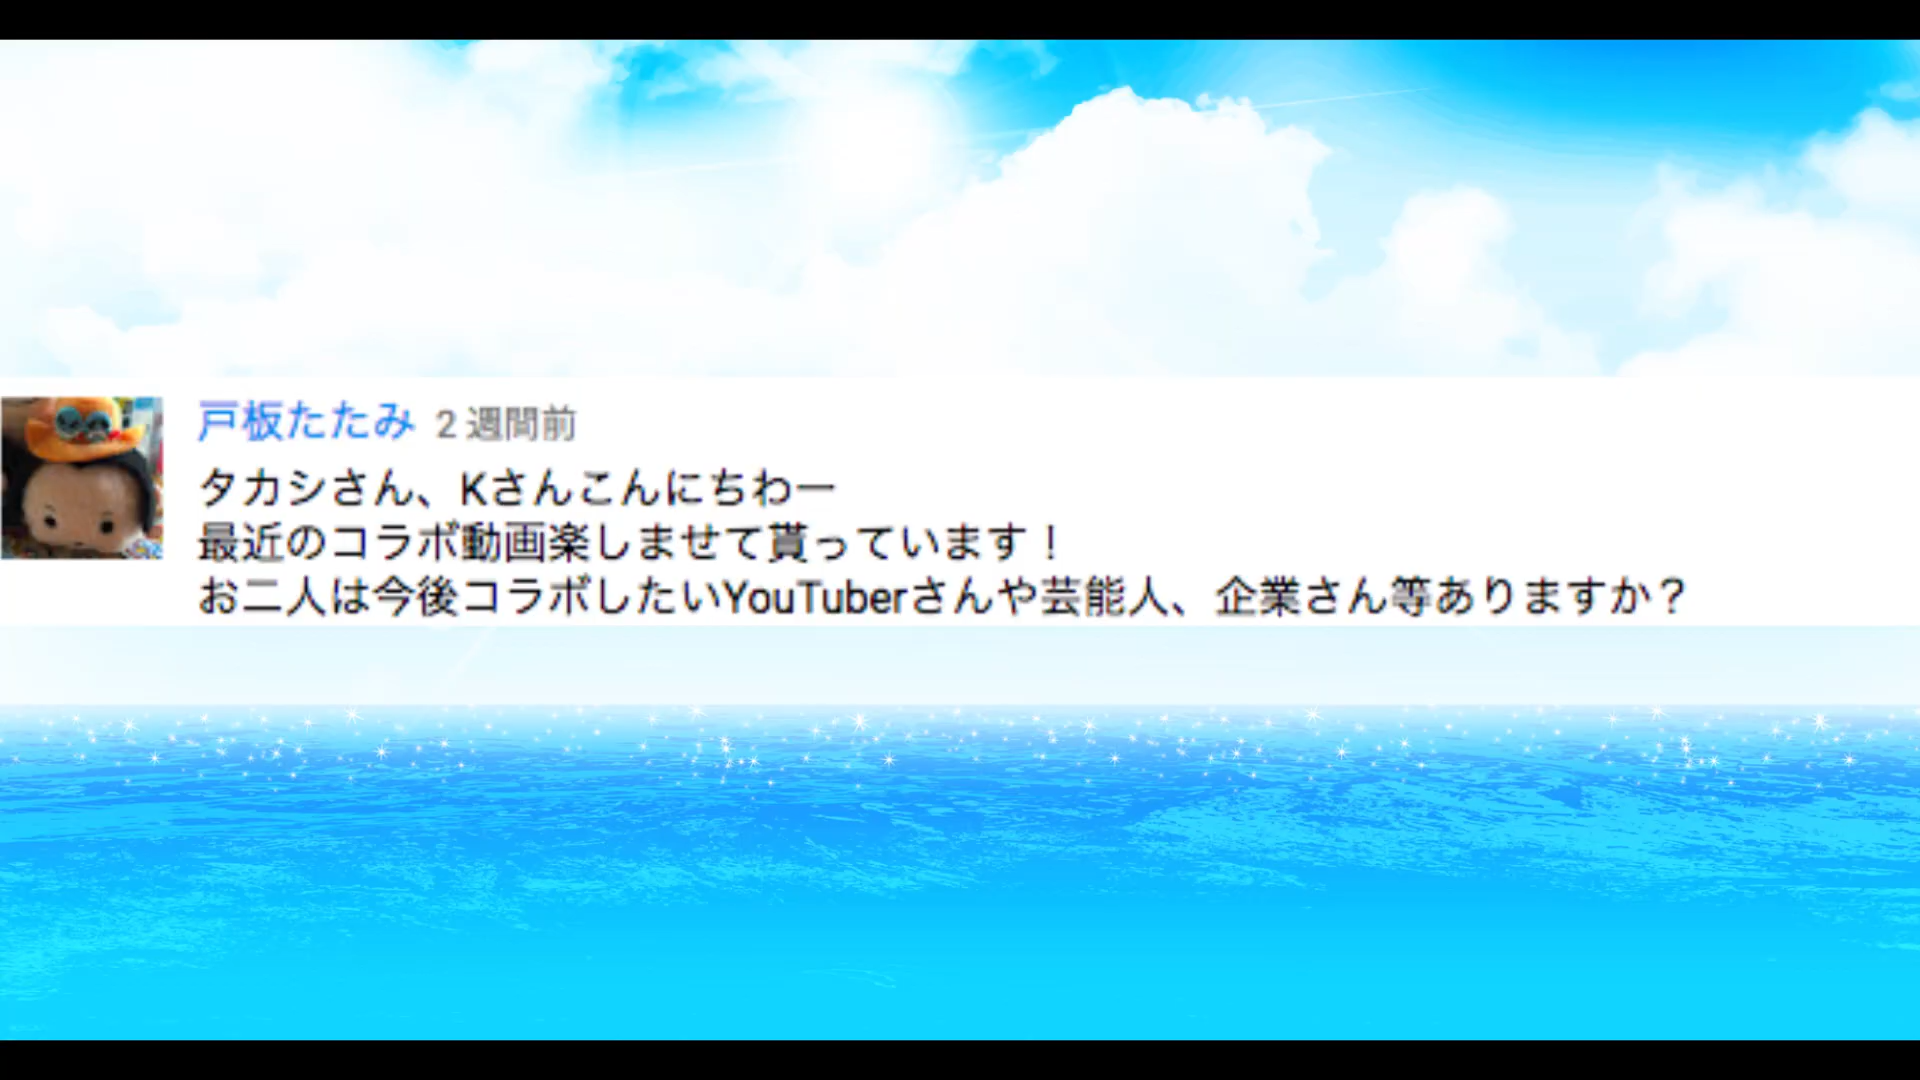 戸板たたみ 2 週間前
タカシさん、Kさんこんにちわー
最近のコラボ動画楽しませて貰っています！
お二人は今後コラボしたいYouTuberさんや芸能人、企業さん等ありますか？